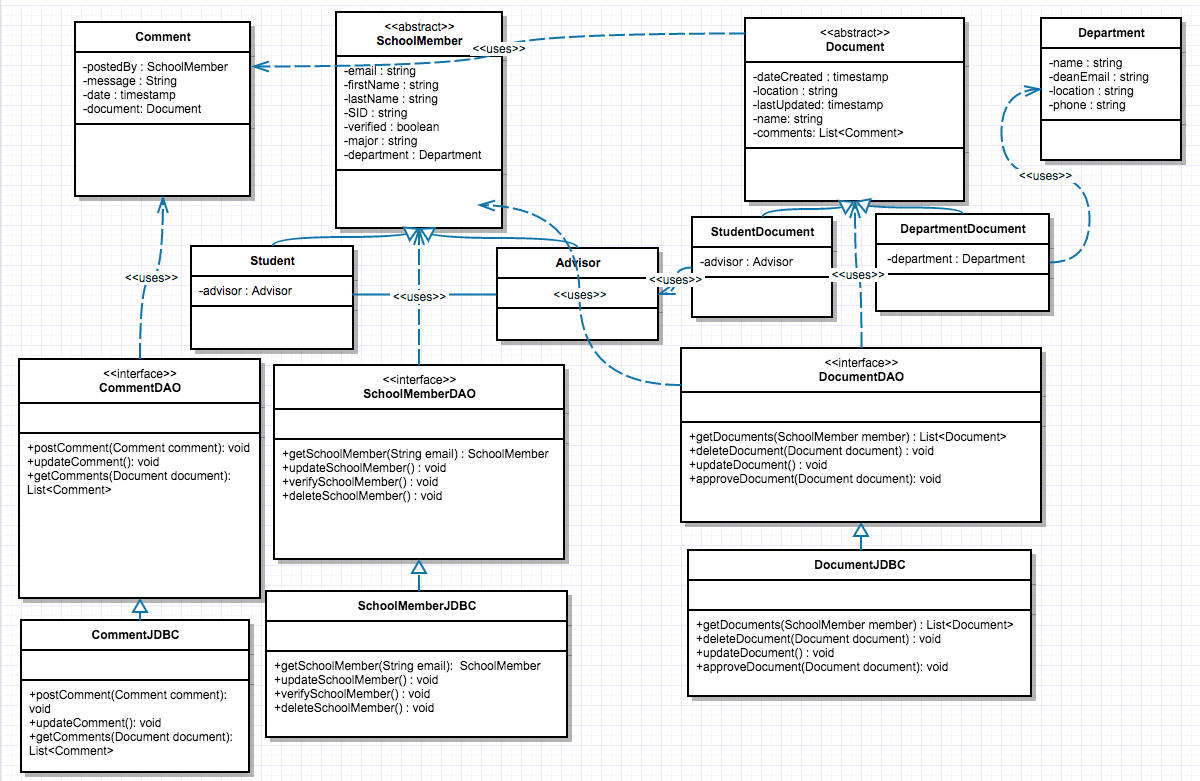 Comment
-postedBy : SchoolMember
-message : String
-date : timestamp
-document: Document
<<abstract>>
SchoolMember
-email : string
-firstName : string
-lastName : string
-SID : string
-verified : boolean
-major : string
-department : Department
<<uses>>
<<abstract>>
Document
-dateCreated : timestamp
-location : string
-lastUpdated: timestamp
-name: string
-comments: List<Comment>
Department
-name : string
-deanEmail : string
-location : string
-phone : string
<<uses>>
Student
-advisor : Advisor
Advisor
<<uses>>
StudentDocument
-advisor : Advisor
DepartmentDocument
-department : Department
<<uses>>
<<uses>>
<<uses>>
<<uses>>
<<interface>>
CommentDAO
+postComment(Comment comment): void
+updateComment(): void
+getComments(Document document):
List<Comment>
<<interface>>
SchoolMemberDAO
+getSchoolMember(String email) : SchoolMember
+updateSchoolMember() : void
+verifySchoolMember() : void
+deleteSchoolMember() : void
<<interface>>
DocumentDAO
+getDocuments(SchoolMember member) : List<Document>
+deleteDocument(Document document) : void
+updateDocument() : void
+approveDocument(Document document): void
CommentJDBC
+postComment(Comment comment):
void
+updateComment(): void
+getComments(Document document):
List<Comment>
SchoolMemberJDBC
+getSchoolMember(String email): SchoolMember
+updateSchoolMember() : void
+verifySchoolMember() : void
+deleteSchoolMember() : void
DocumentJDBC
+getDocuments(SchoolMember member) : List<Document>
+deleteDocument(Document document) : void
+updateDocument() : void
+approveDocument(Document document): void